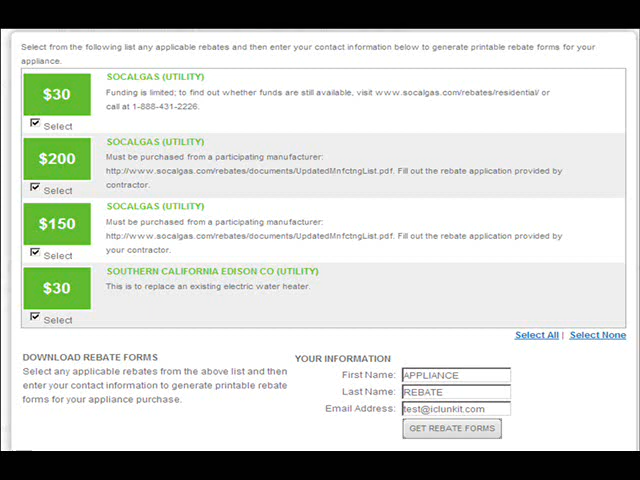 Select from the following list any applicable rebates and then enter your contact information below to generate printable rebate forms for your
appliance.
$30
SOCALGAS (UTILITY)
Funding is limited; to find out whether funds are still available, visit www.socalgas.com/rebates/residential/ or
call at 1-888-431-2226.
Select
$200
SOCALGAS (UTILITY)
Must be purchased from a participating manufacturer:
http://www.socalgas.com/rebates/documents/UpdatedMnfctngList.pdf. Fill out the rebate application provided by
contractor.
Select
$150
SOCALGAS (UTILITY)
Must be purchased from a participating manufacturer:
http://www.socalgas.com/rebates/documents/UpdatedMnfctngList.pdf. Fill out the rebate application provided by
your contractor.
Select
$30
SOUTHERN CALIFORNIA EDISON CO (UTILITY)
This is to replace an existing electric water heater.
Select
Select All | Select None
DOWNLOAD REBATE FORMS
Select any applicable rebates from the above list and then
enter your contact information to generate printable rebate
forms for your appliance purchase.
YOUR INFORMATION
First Name: APPLIANCE
Last Name: REBATE
Email Address: test@iclunkit.com
GET REBATE FORMS